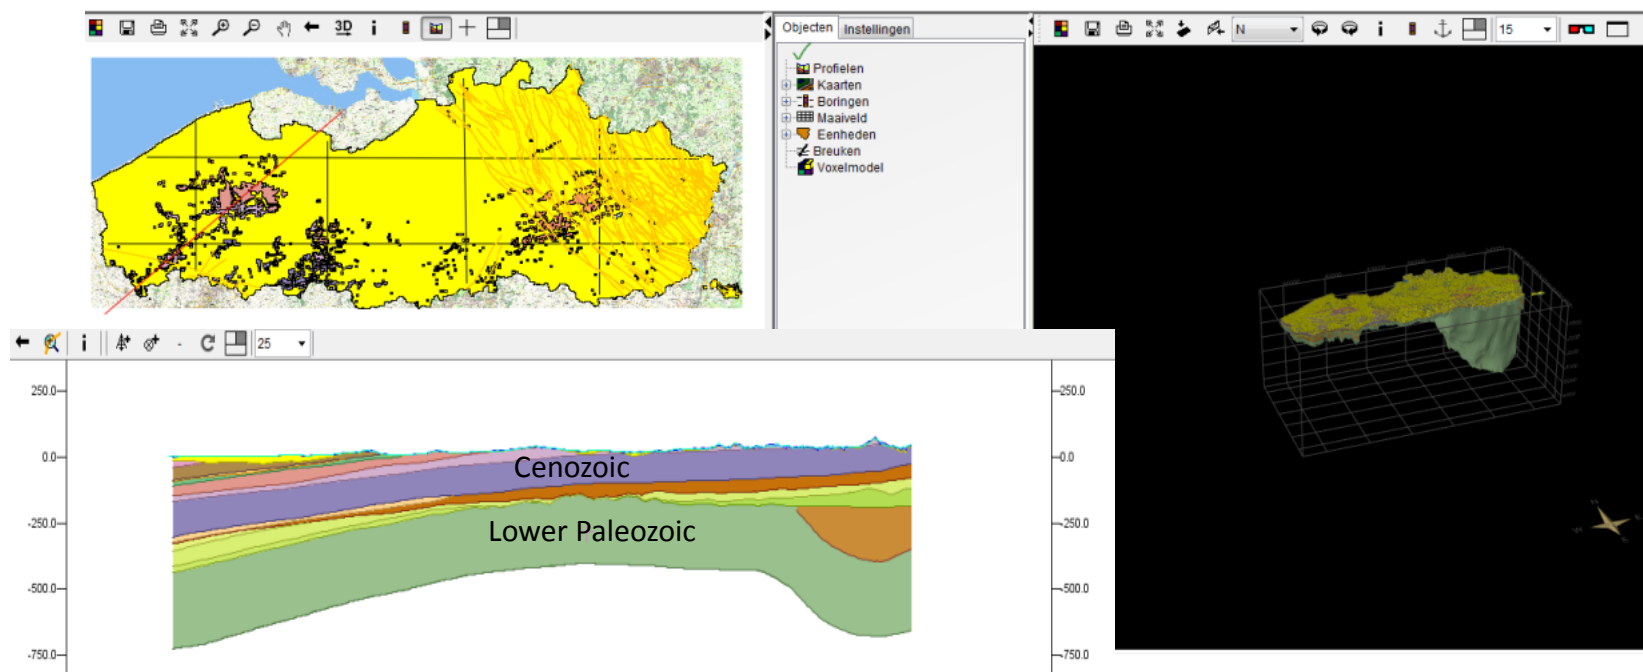 3D
Objecten Instellingen
N
15
Profielen
Kaarten
Boringen
Maaiveld
Eenheden
Breuken
Voxelmodel
25
250.0 250.0
0.0 0.0
Cenozoic
-250.0 -250.0
Lower Paleozoic
-500.0 -500.0
-750.0 -750.0